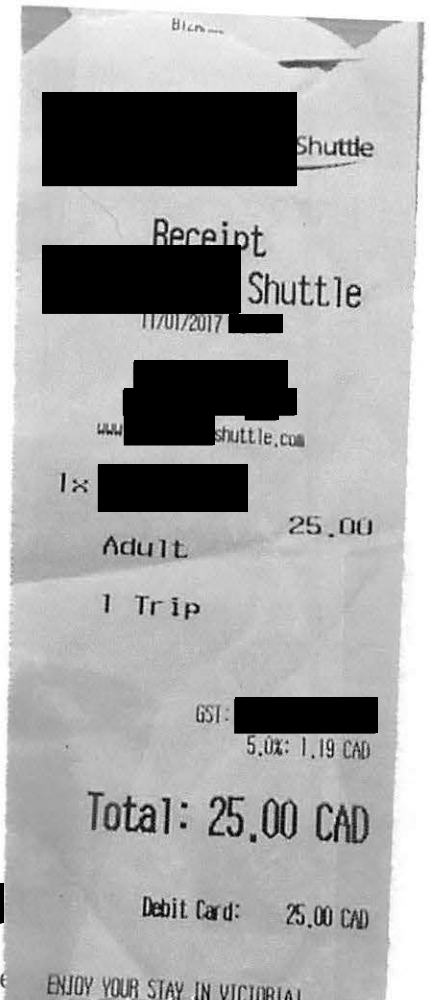 Shuttle
Receipt
Shuttle
11/01/2017
www
shuttle.com
1x
25.00
Adult
1 Trip
GST:
5.0%: 1.19 CAD
Total: 25.00 CAD
Debit Card: 25.00 CAD
ENJOY YOUR STAY IN VICTORIA!